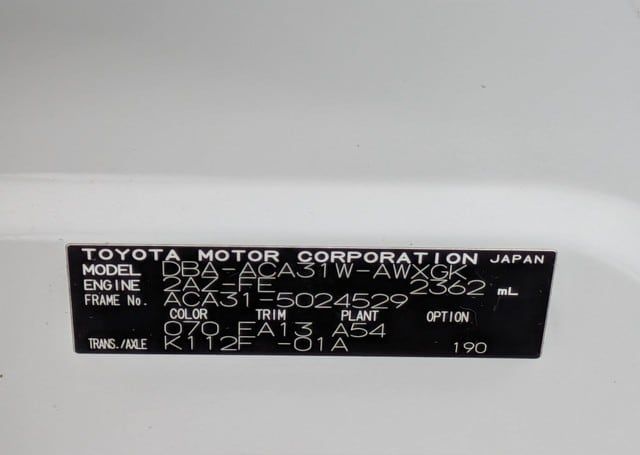 TOYOTA MOTOR CORPORATION JAPAN
MODEL DBA-ACA31W-AWXGK
ENGINE 2AZ-FE 2362 mL
FRAME No. ACA31-5024529
COLOR TRIM PLANT OPTION
070 FA13 A54
TRANS./AXLE K112F -01A 190